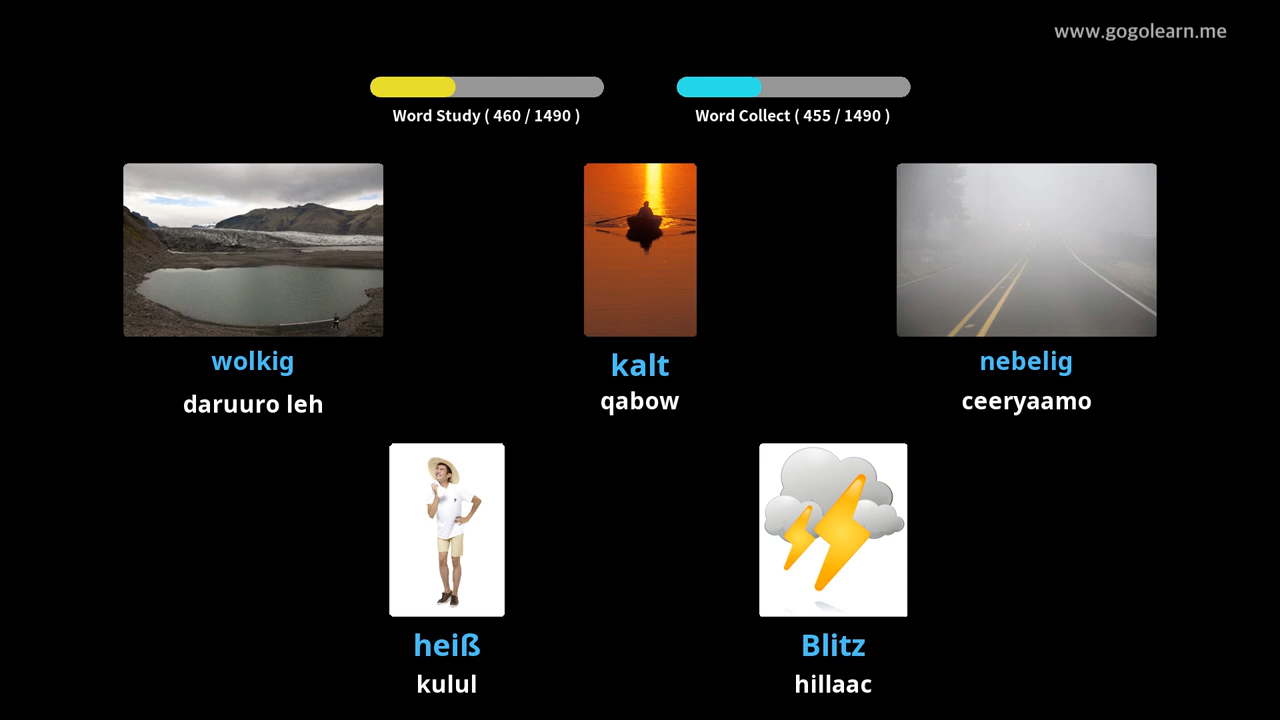 www.gogolearn.me
Word Study ( 460 / 1490 )
Word Collect ( 455 / 1490 )
wolkig
kalt
nebelig
daruuro leh
qabow
ceeryaamo
heiß
Blitz
kulul
hillaac